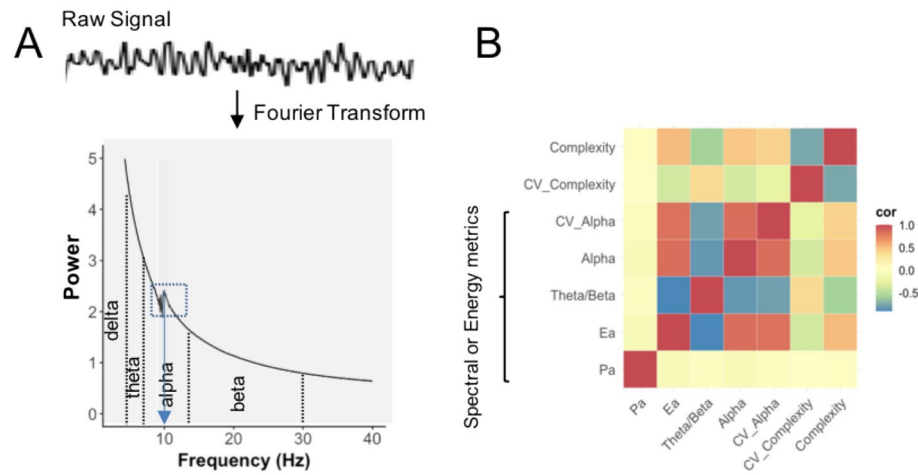 A
Raw Signal
Fourier Transform
5
4
3
2
1
0
Power
delta
theta
alpha
beta
10
20
30
40
Frequency (Hz)
B
Spectral or Energy metrics
Complexity
CV_Complexity
CV_Alpha
Alpha
Theta/Beta
Ea
Pa
Pa
Ea
Theta/Beta
Alpha
CV_Alpha
CV_Complexity
Complexity
cor
1.0
0.5
0.0
-0.5